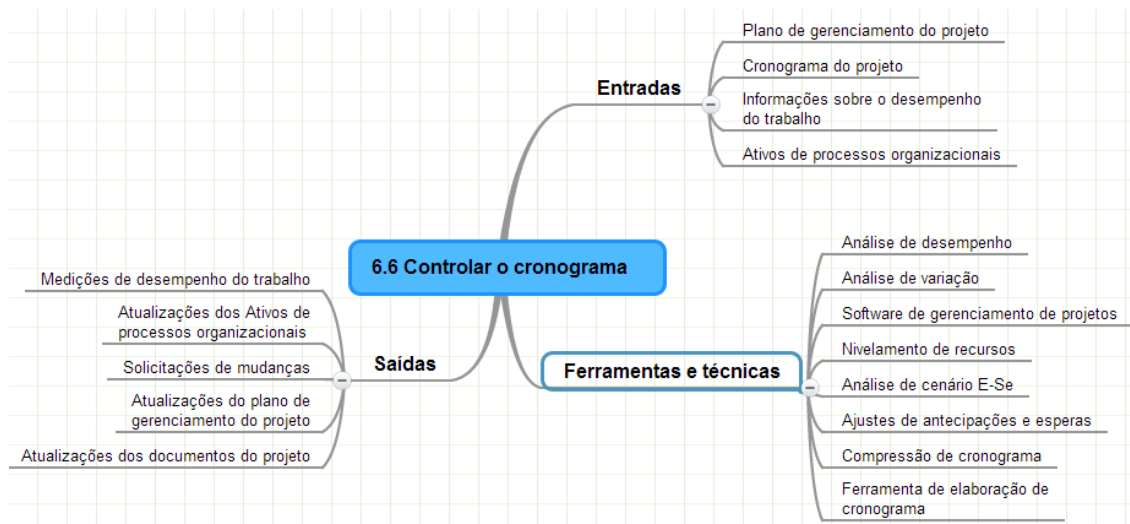 6.6 Controlar o cronograma
Entradas
Plano de gerenciamento do projeto
Cronograma do projeto
Informações sobre o desempenho
do trabalho
Ativos de processos organizacionais
Ferramentas e técnicas
Análise de desempenho
Análise de variação
Software de gerenciamento de projetos
Nivelamento de recursos
Análise de cenário E-Se
Ajustes de antecipações e esperas
Compressão de cronograma
Ferramenta de elaboração de
cronograma
Saídas
Medições de desempenho do trabalho
Atualizações dos Ativos de
processos organizacionais
Solicitações de mudanças
Atualizações do plano de
gerenciamento do projeto
Atualizações dos documentos do projeto